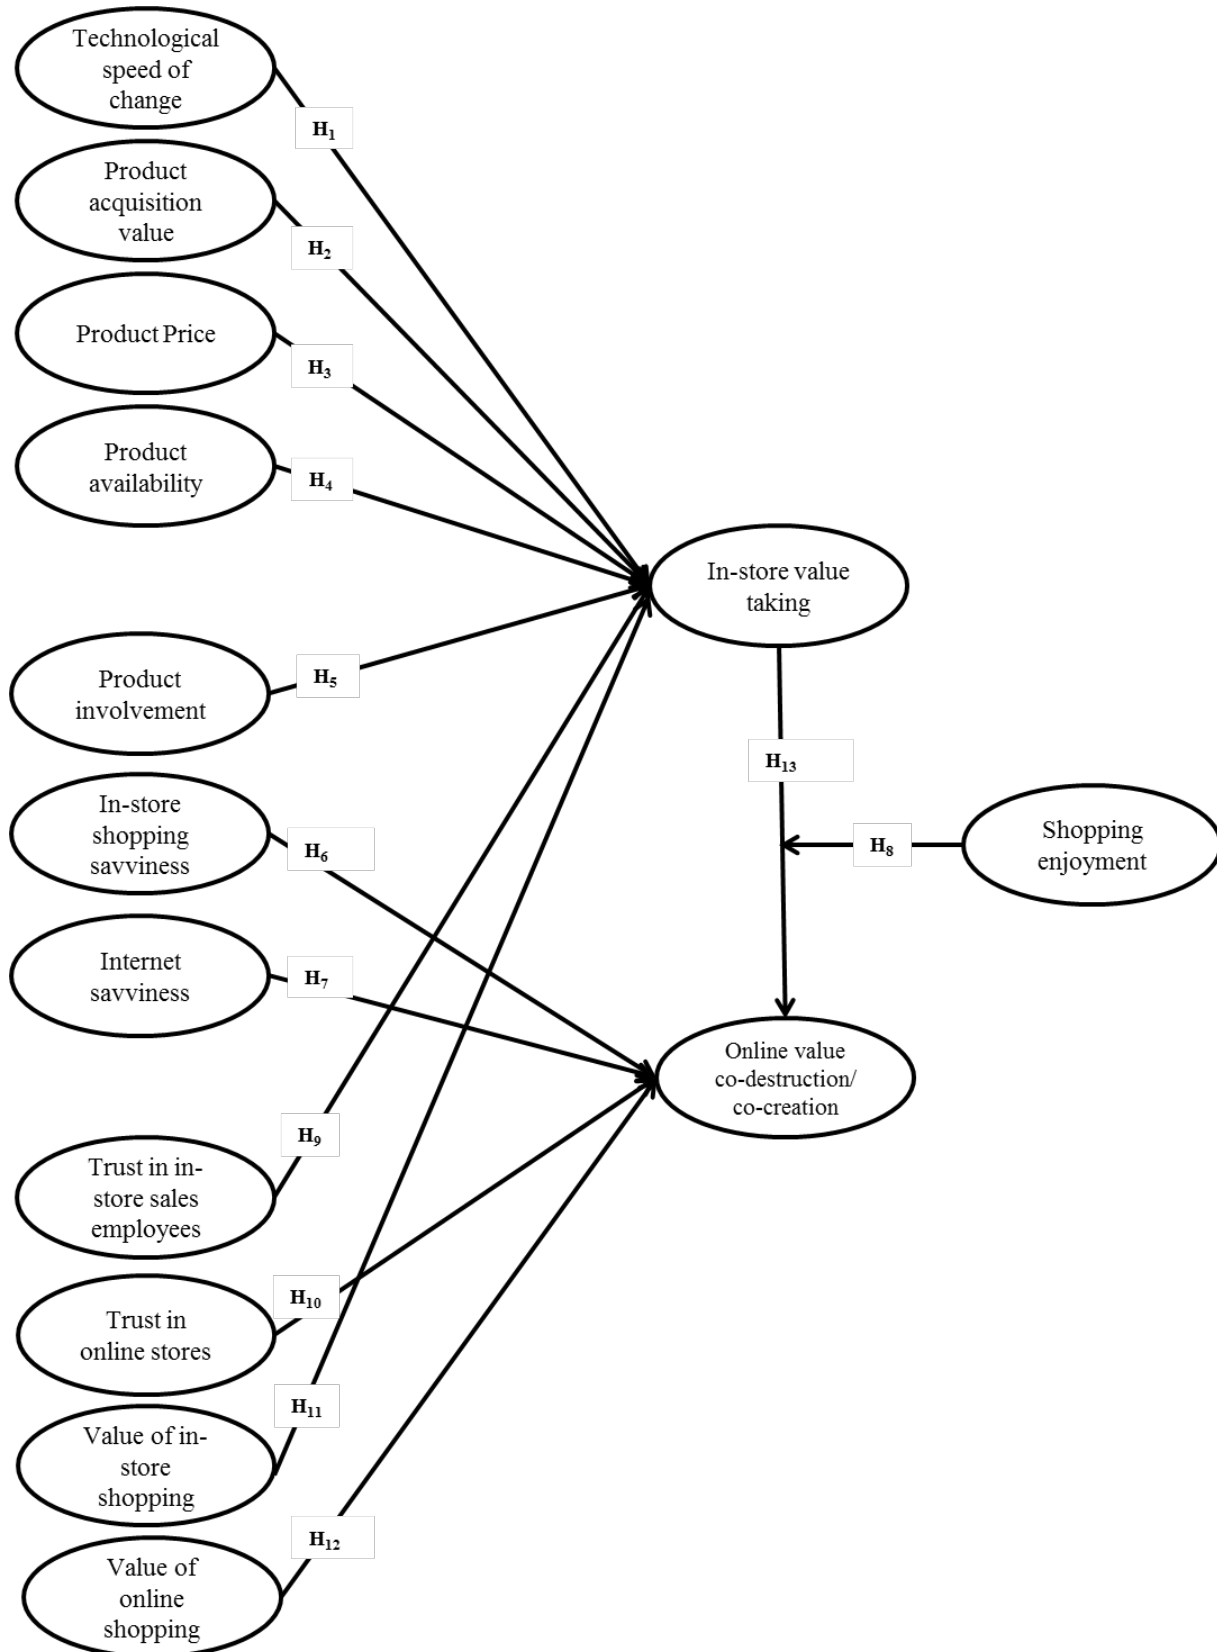 Technological
speed of
change
H₁
Product
acquisition
value
H₂
Product Price
H₃
Product
availability
H₄
In-store value
taking
Product
involvement
H₅
H₁₃
In-store
shopping
savviness
H₆
Shopping
enjoyment
H₈
Internet
savviness
H₇
Online value
co-destruction/
co-creation
Trust in in-
store sales
employees
H₉
Trust in
online stores
H₁₀
Value of in-
store
shopping
H₁₁
Value of
online
shopping
H₁₂